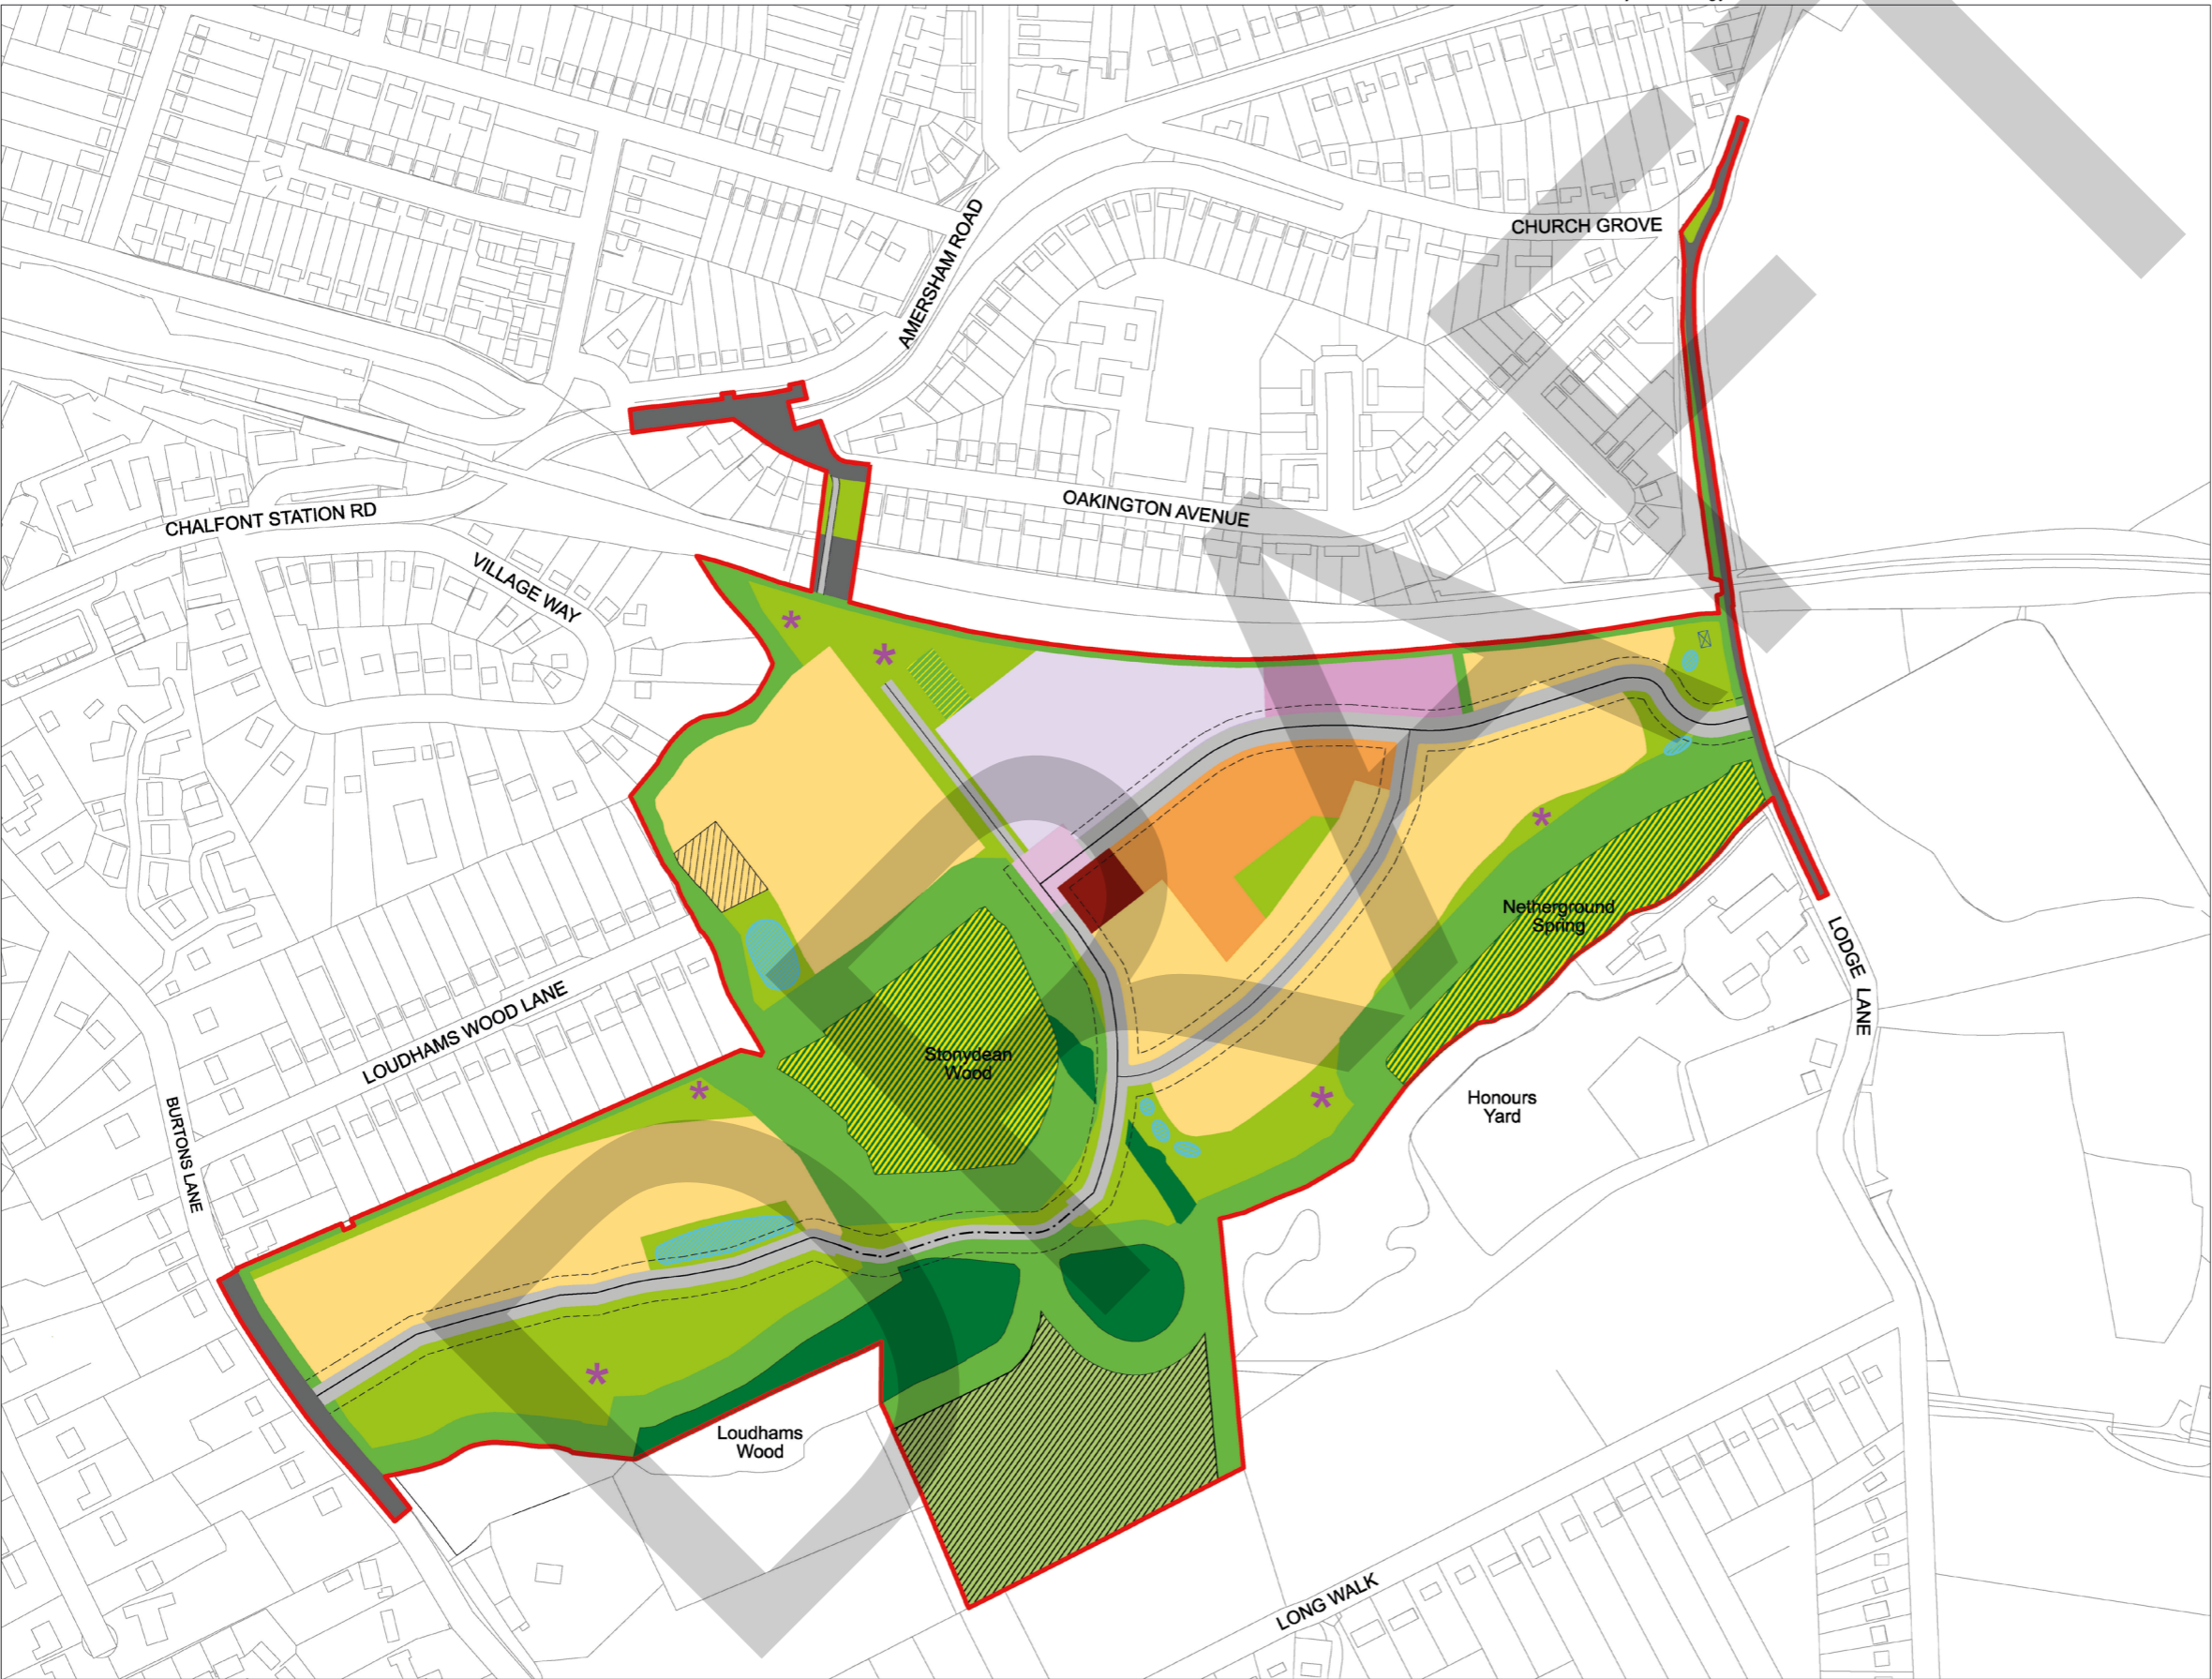 CHURCH GROVE
AMERSHAM ROAD
OAKINGTON AVENUE
CHALFONT STATION RD
VILLAGE WAY
Netherground
Spring
LODGE LANE
LOUDHAMS WOOD LANE
Stonydean
Wood
Honours
Yard
BURTONS LANE
Loudhams
Wood
LONG WALK
DRAFT